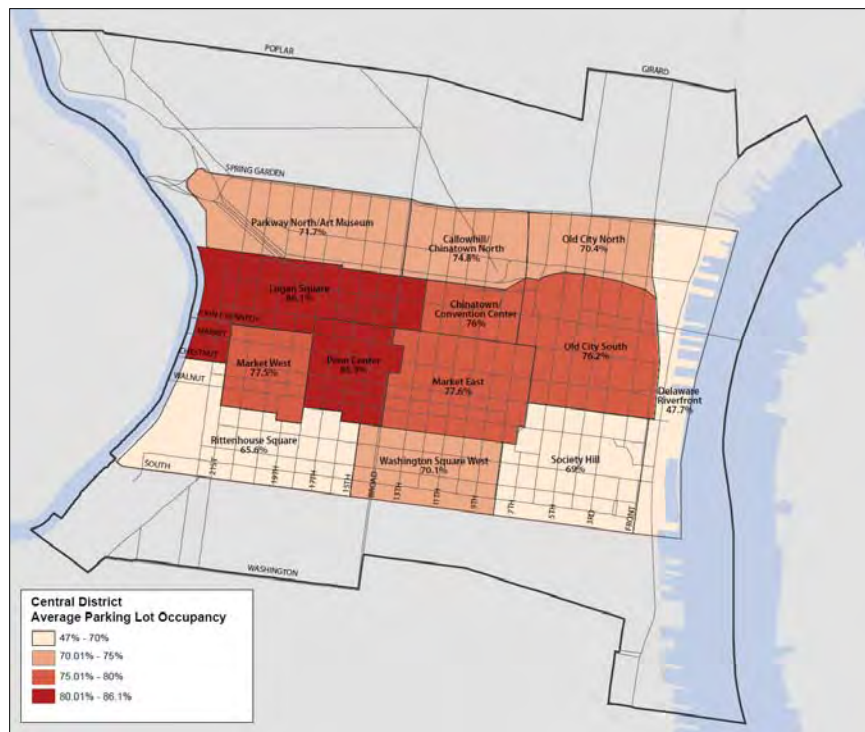 POPLAR
GIRARD
SPRING GARDEN
Parkway North/Art Museum
71.7%
Callowhill/
Chinatown North
74.8%
Old City North
70.4%
Logan Square
86.1%
Chinatown/
Convention Center
76%
Old City South
76.2%
MARKET
CHESTNUT
WALNUT
Market West
77.5%
Penn Center
Market East
77.6%
Delaware
Riverfront
47.7%
Rittenhouse Square
65.6%
Washington Square West
70.1%
Society Hill
69%
SOUTH
21ST
19TH
17TH
15TH
BROAD
13TH
11TH
9TH
7TH
5TH
3RD
FRONT
WASHINGTON
Central District
Average Parking Lot Occupancy
47% - 70%
70.01% - 75%
75.01% - 80%
80.01% - 86.1%